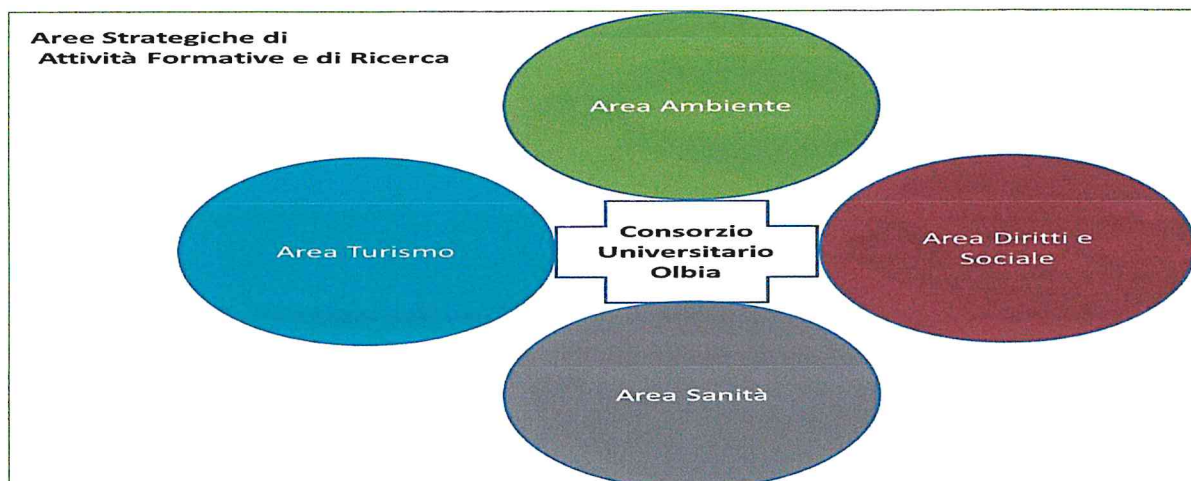 Aree Strategiche di
Attività Formative e di Ricerca
Area Ambiente
Area Turismo
Consorzio
Universitario
Olbia
Area Diritti e
Sociale
Area Sanità